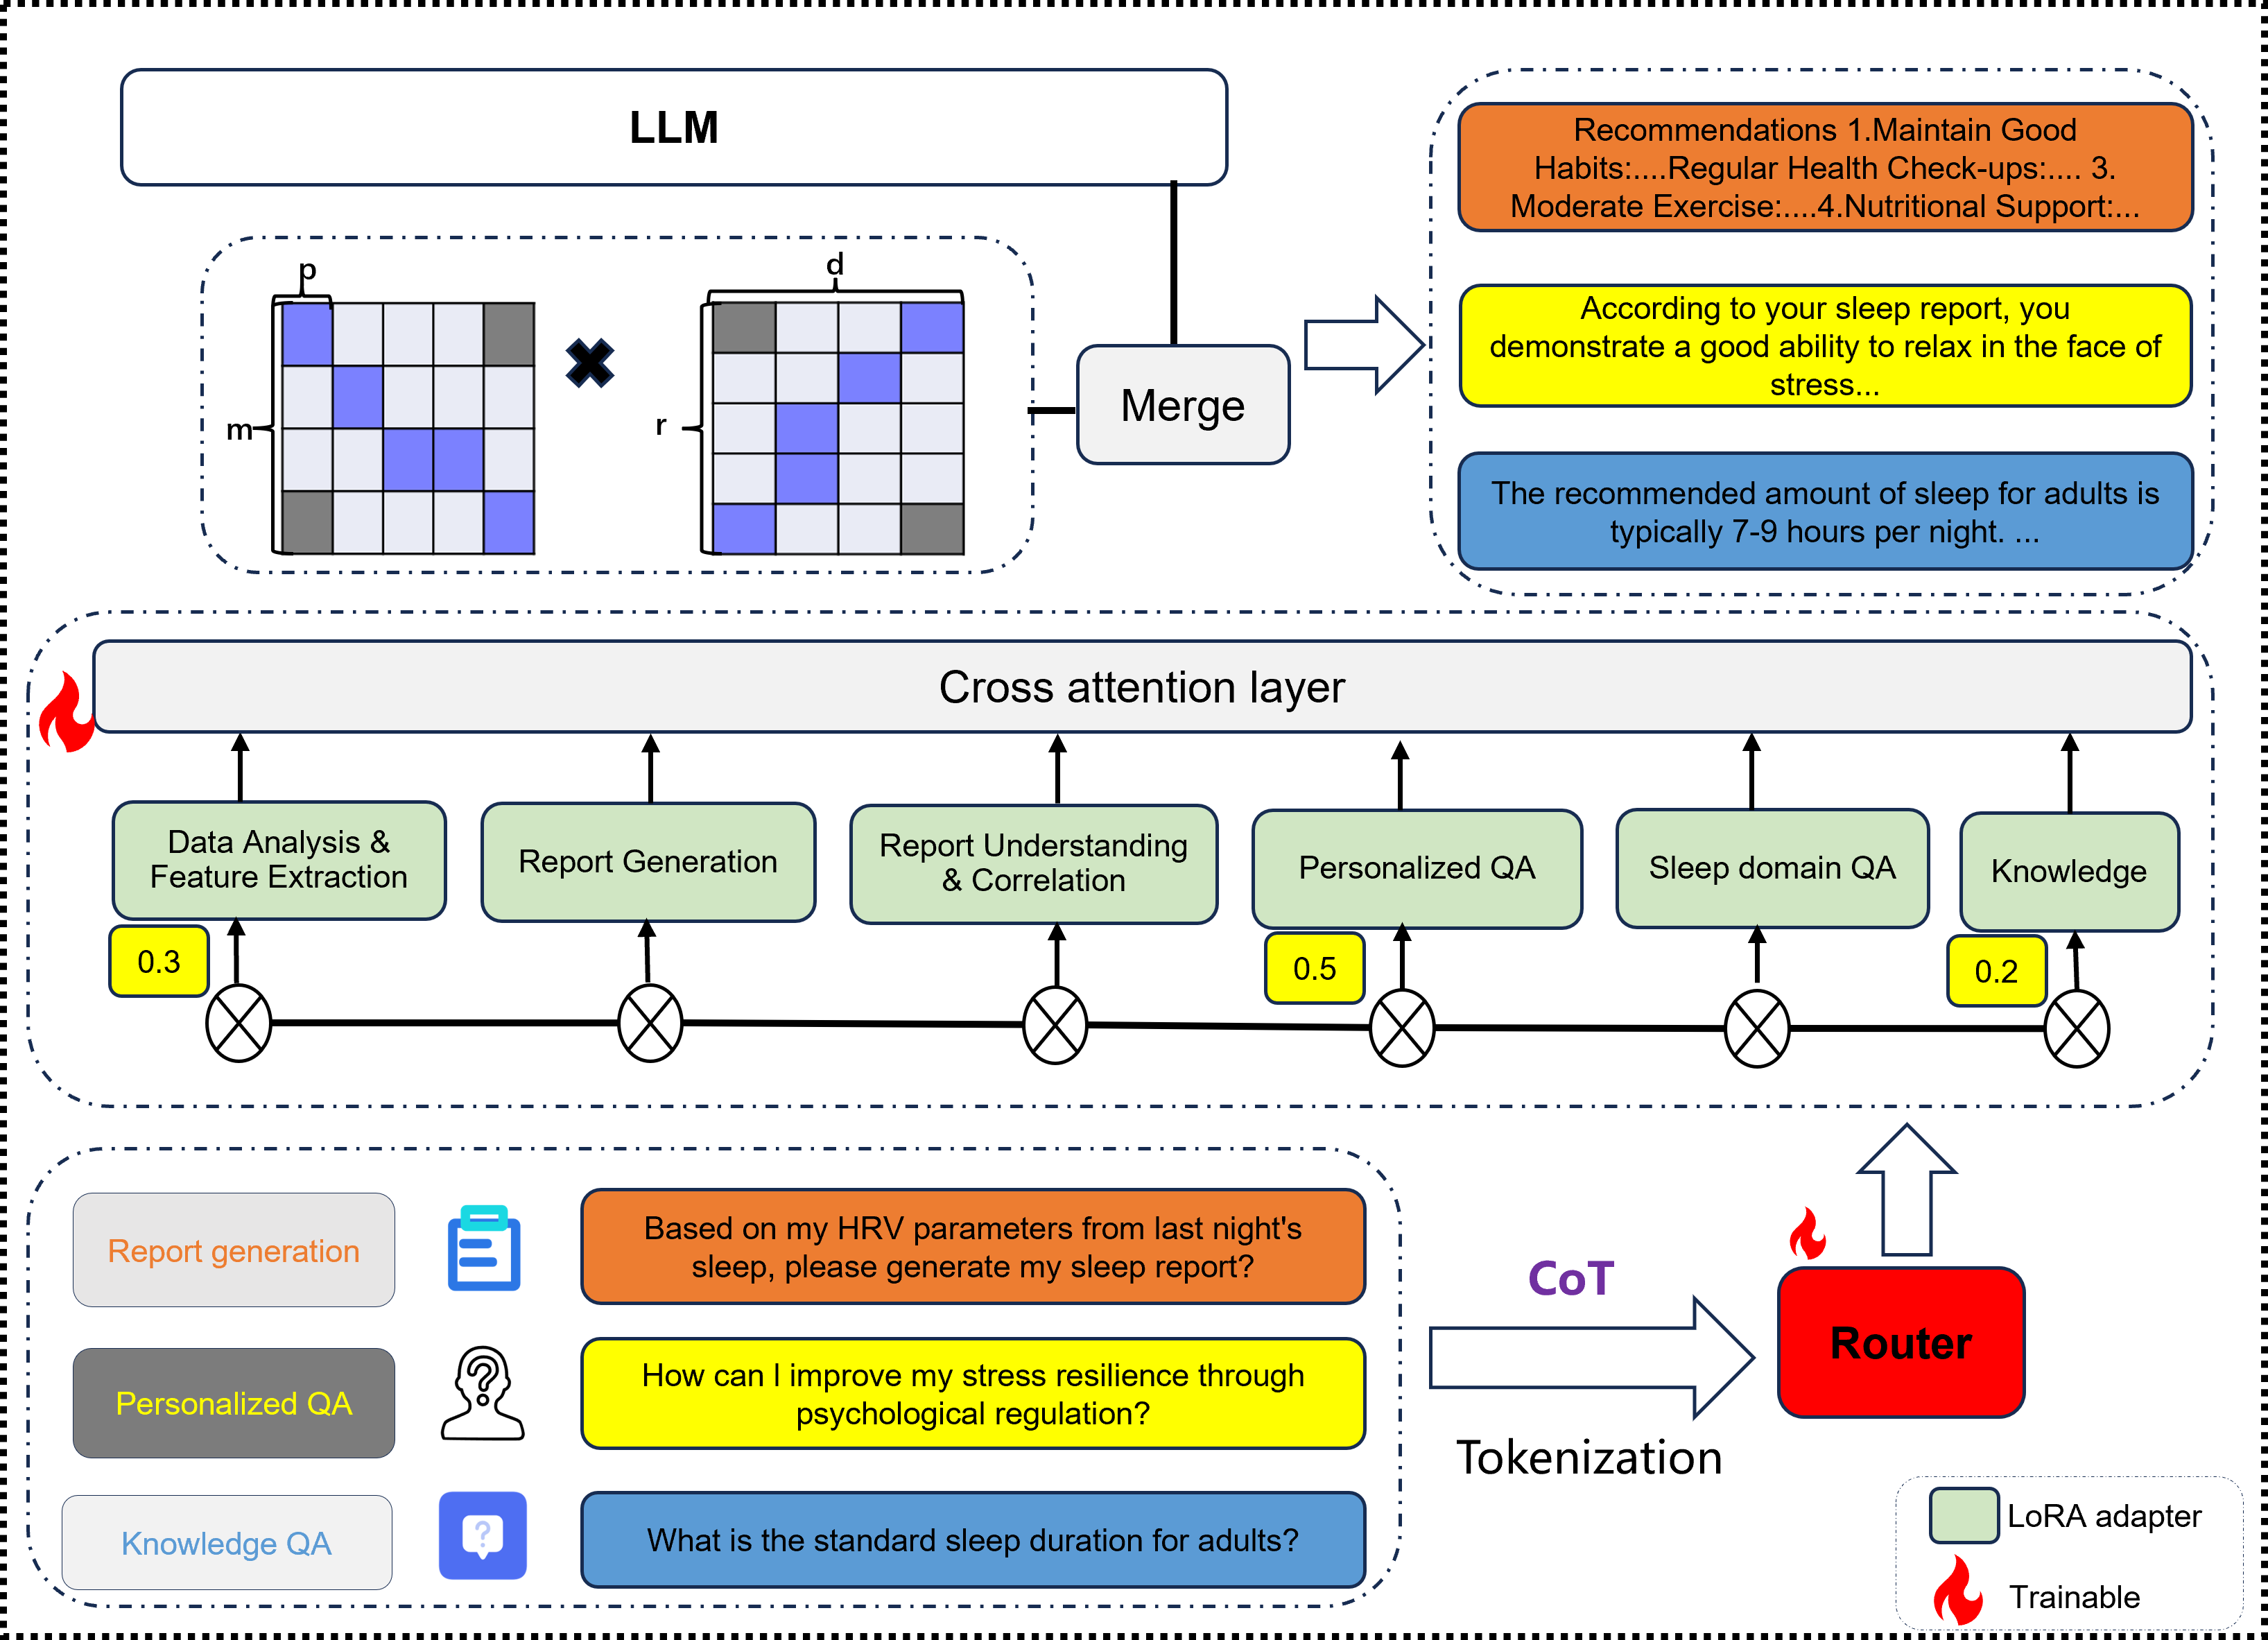 LLM
Recommendations 1.Maintain Good
Habits:....Regular Health Check-ups:.... 3.
Moderate Exercise:....4.Nutritional Support:...
p
d
m
r
Merge
According to your sleep report, you
demonstrate a good ability to relax in the face of
stress...
The recommended amount of sleep for adults is
typically 7-9 hours per night. ...
Cross attention layer
Data Analysis &
Feature Extraction
Report Generation
Report Understanding
& Correlation
Personalized QA
Sleep domain QA
Knowledge
0.3
0.5
0.2
Report generation
Based on my HRV parameters from last night's
sleep, please generate my sleep report?
Personalized QA
How can I improve my stress resilience through
psychological regulation?
Knowledge QA
What is the standard sleep duration for adults?
CoT
Tokenization
Router
LoRA adapter
Trainable